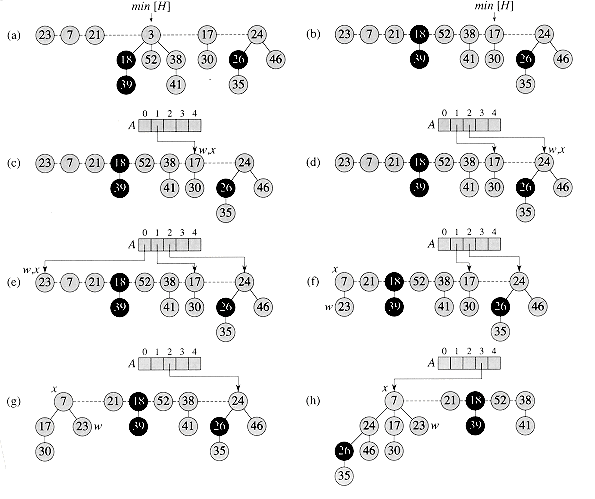 min [H] min [H]
(a) 23 7 21 3 17 24 (b) 23 7 21 18 52 38 17 24
18 52 38 30 26 46 39 41 30 26 46
39 41 35 35
0 1 2 3 4 0 1 2 3 4
A A
w,x w,x
(c) 23 7 21 18 52 38 17 24 (d) 23 7 21 18 52 38 17 24
39 41 30 26 46 39 41 30 26 46
35 35
0 1 2 3 4 0 1 2 3 4
A A
w,x x
(e) 23 7 21 18 52 38 17 24 (f) 7 21 18 52 38 17 24
39 41 30 26 46 w 23 39 41 30 26 46
35 35
0 1 2 3 4 0 1 2 3 4
A A
x x
(g) 7 21 18 52 38 24 (h) 7 21 18 52 38
17 23 w 39 41 26 46 24 17 23 w 39 41
30 35 26 46 30
35